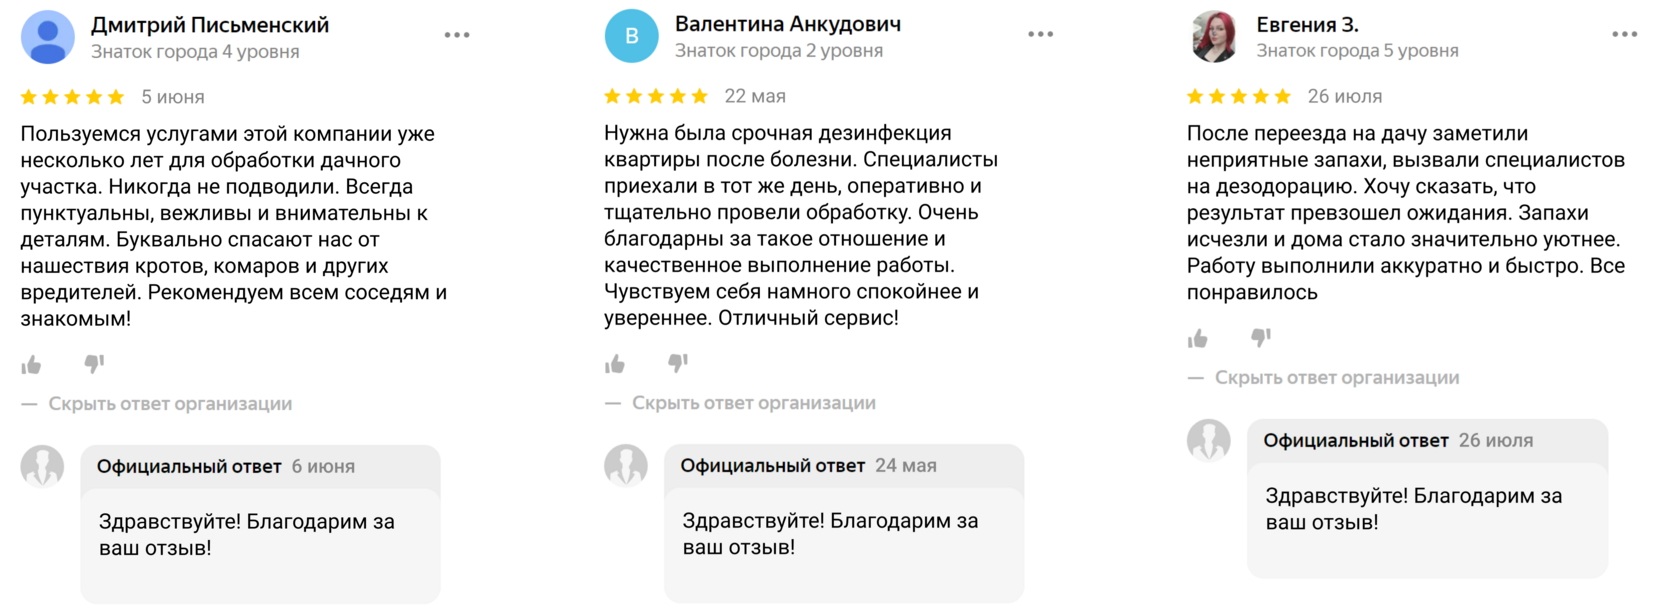 Дмитрий Письменский
Знаток города 4 уровня
5 июня
Пользуемся услугами этой компании уже
несколько лет для обработки дачного
участка. Никогда не подводили. Всегда
пунктуальны, вежливы и внимательны к
деталям. Буквально спасают нас от
нашествия кротов, комаров и других
вредителей. Рекомендуем всем соседям и
знакомым!
— Скрыть ответ организации
Официальный ответ 6 июня
Здравствуйте! Благодарим за
ваш отзыв!
В
Валентина Анкудович
Знаток города 2 уровня
22 мая
Нужна была срочная дезинфекция
квартиры после болезни. Специалисты
приехали в тот же день, оперативно и
тщательно провели обработку. Очень
благодарны за такое отношение и
качественное выполнение работы.
Чувствуем себя намного спокойнее и
увереннее. Отличный сервис!
— Скрыть ответ организации
Официальный ответ 24 мая
Здравствуйте! Благодарим за
ваш отзыв!
Евгения З.
Знаток города 5 уровня
26 июля
После переезда на дачу заметили
неприятные запахи, вызвали специалистов
на дезодорацию. Хочу сказать, что
результат превзошел ожидания. Запахи
исчезли и дома стало значительно уютнее.
Работу выполнили аккуратно и быстро. Все
понравилось
— Скрыть ответ организации
Официальный ответ 26 июля
Здравствуйте! Благодарим за
ваш отзыв!